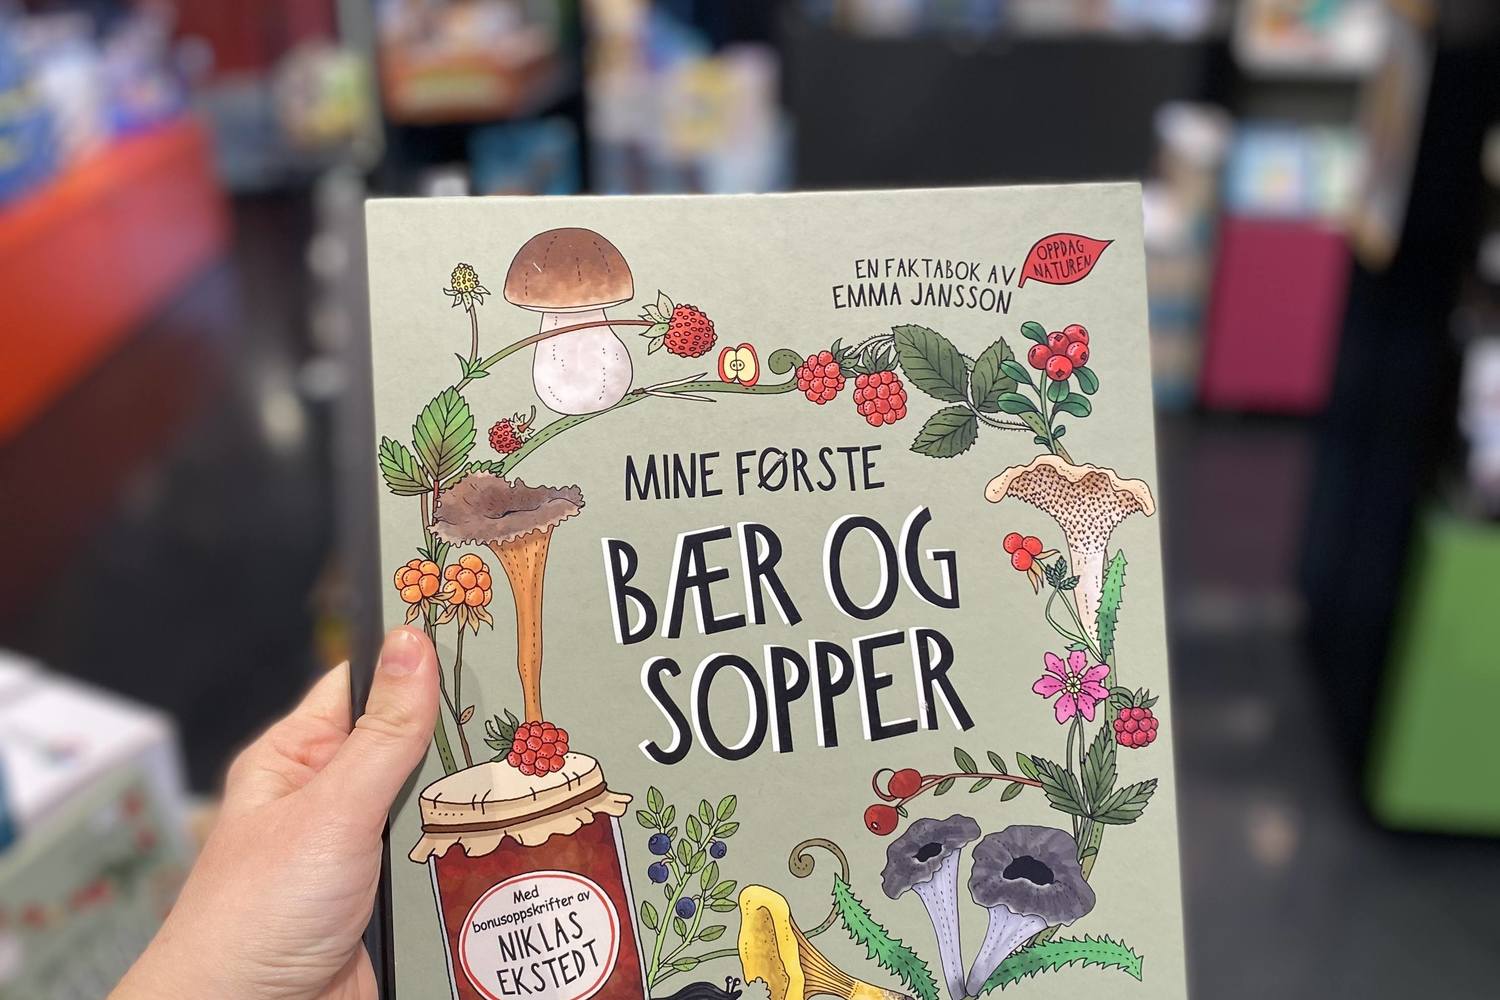 EN FAKTABOK AV
EMMA JANSSON
OPPDAG
NATUREN
MINE FØRSTE
BÆR OG
SOPPER
Med
bonusoppskrifter av
NIKLAS
EKSTEDT